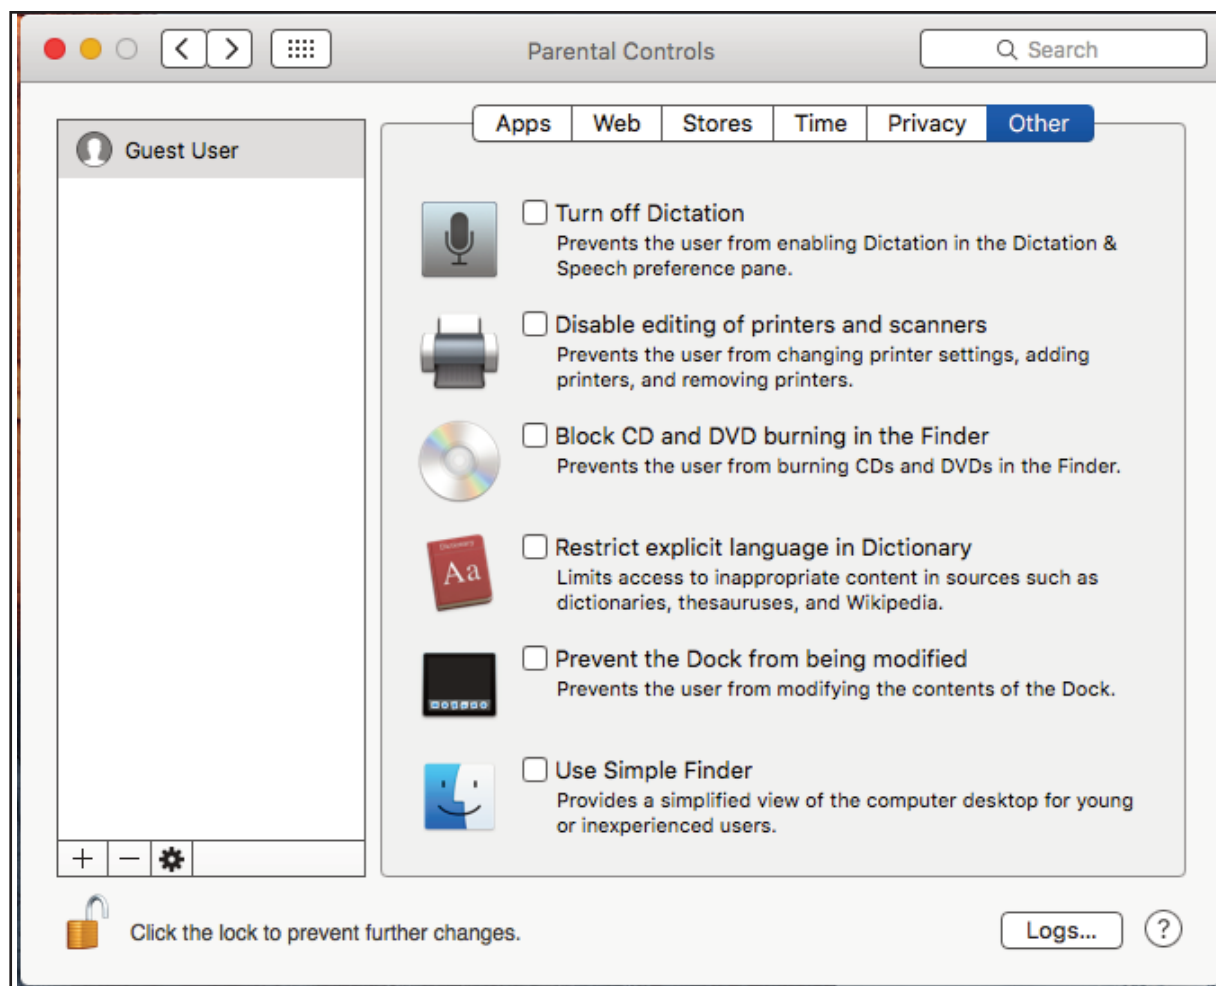 Parental Controls
Search
Guest User
Apps
Web
Stores
Time
Privacy
Other
Turn off Dictation
Prevents the user from enabling Dictation in the Dictation &
Speech preference pane.
Disable editing of printers and scanners
Prevents the user from changing printer settings, adding
printers, and removing printers.
Block CD and DVD burning in the Finder
Prevents the user from burning CDs and DVDs in the Finder.
Dictionary
Aa
Restrict explicit language in Dictionary
Limits access to inappropriate content in sources such as
dictionaries, thesauruses, and Wikipedia.
Prevent the Dock from being modified
Prevents the user from modifying the contents of the Dock.
Use Simple Finder
Provides a simplified view of the computer desktop for young
or inexperienced users.
Click the lock to prevent further changes.
Logs...
?